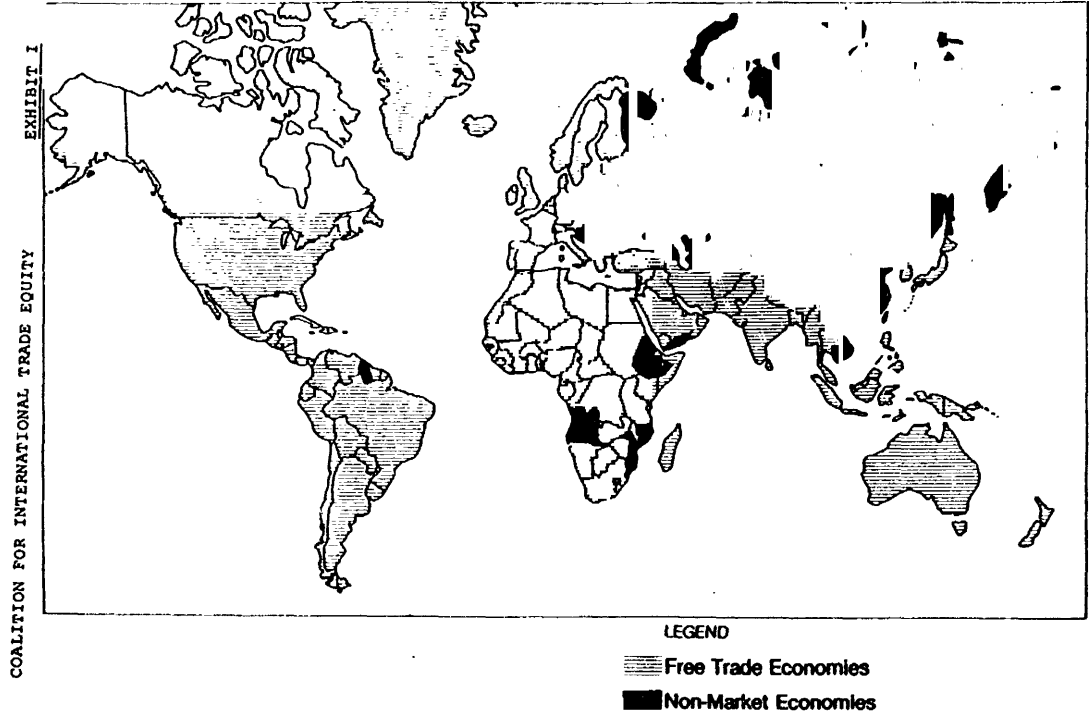 EXHIBIT I
COALITION FOR INTERNATIONAL TRADE EQUITY
LEGEND
Free Trade Economies
Non-Market Economies